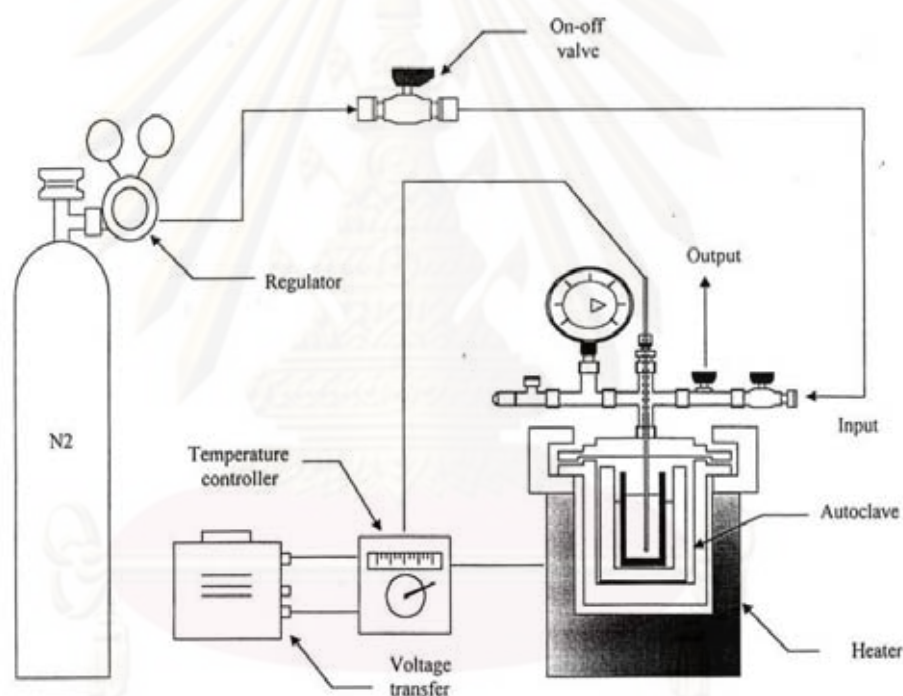 On-off
valve
Output
Regulator
N2
Input
Temperature
controller
Autoclave
Heater
Voltage
transfer